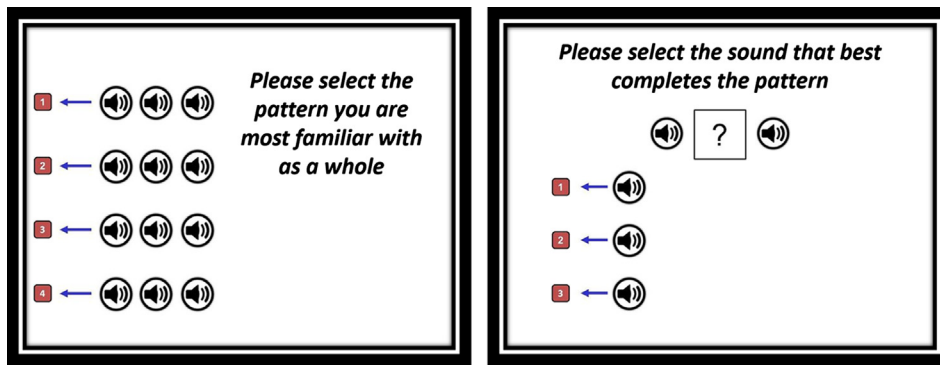 Please select the
pattern you are
most familiar with
as a whole
1
2
3
4
Please select the sound that best
completes the pattern
?
1
2
3